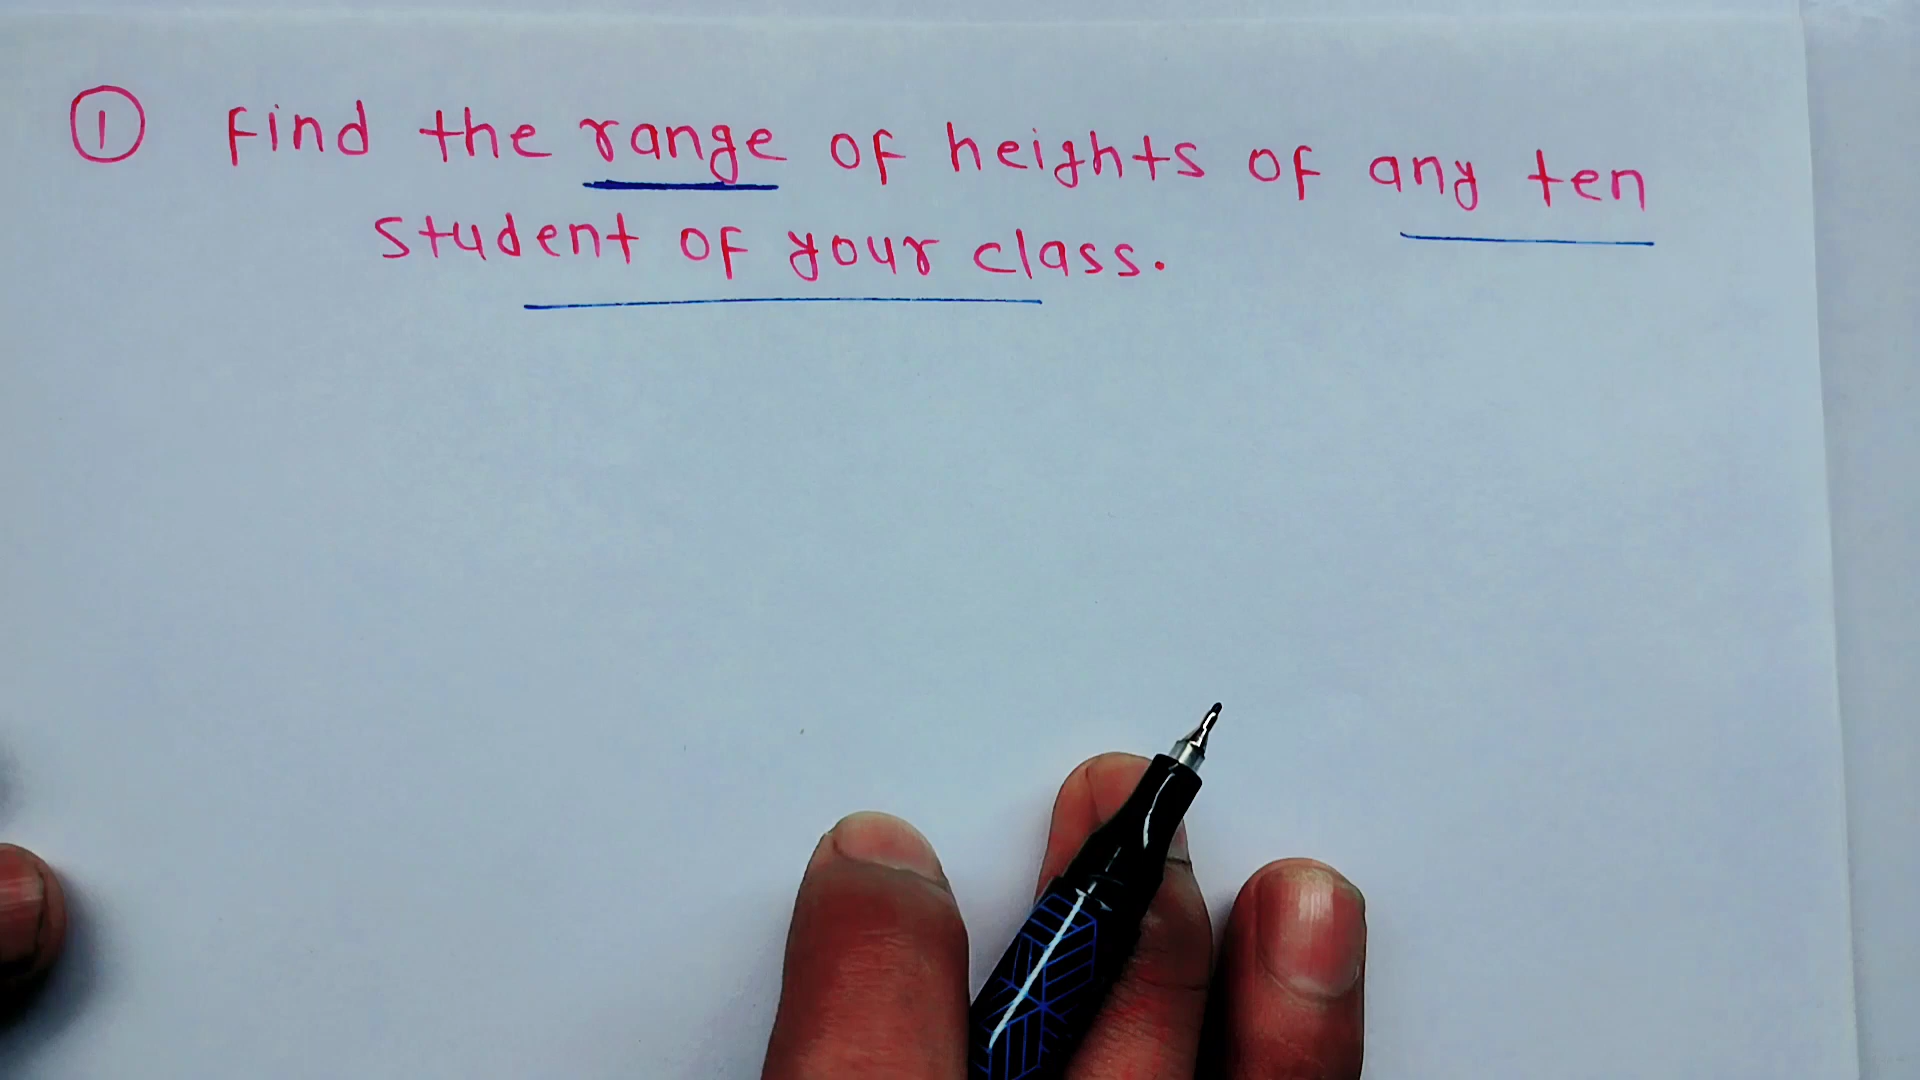 ① Find the range of heights of any ten
student of your class.